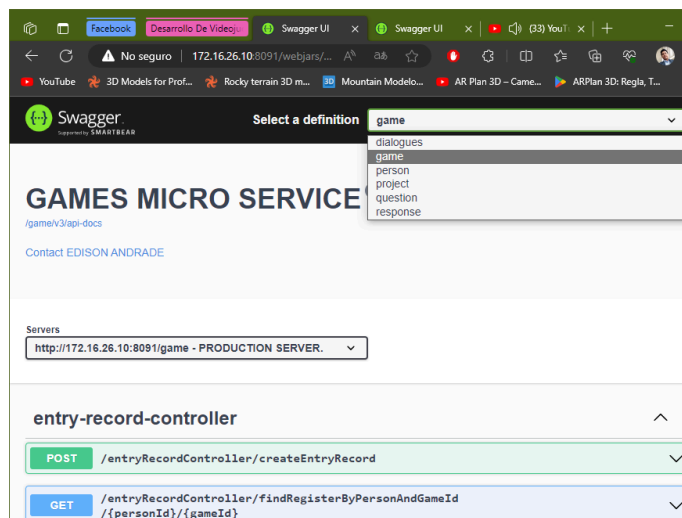 Facebook
Desarrollo De Videoju
Swagger UI
Swagger UI
(33) YouT
No seguro
172.16.26.10:8091/webjars/...
YouTube
3D Models for Prof...
Rocky terrain 3D m...
3D Mountain Modelo...
AR Plan 3D – Came...
ARPlan 3D: Regla, T...
Swagger.
Supported by SMARTBEAR
Select a definition
game
dialogues
game
person
project
question
response
GAMES MICRO SERVICE
/game/v3/api-docs
Contact EDISON ANDRADE
Servers
http://172.16.26.10:8091/game - PRODUCTION SERVER.
entry-record-controller
POST /entryRecordController/createEntryRecord
GET /entryRecordController/findRegisterByPersonAndGameId
/{personId}/{gameId}